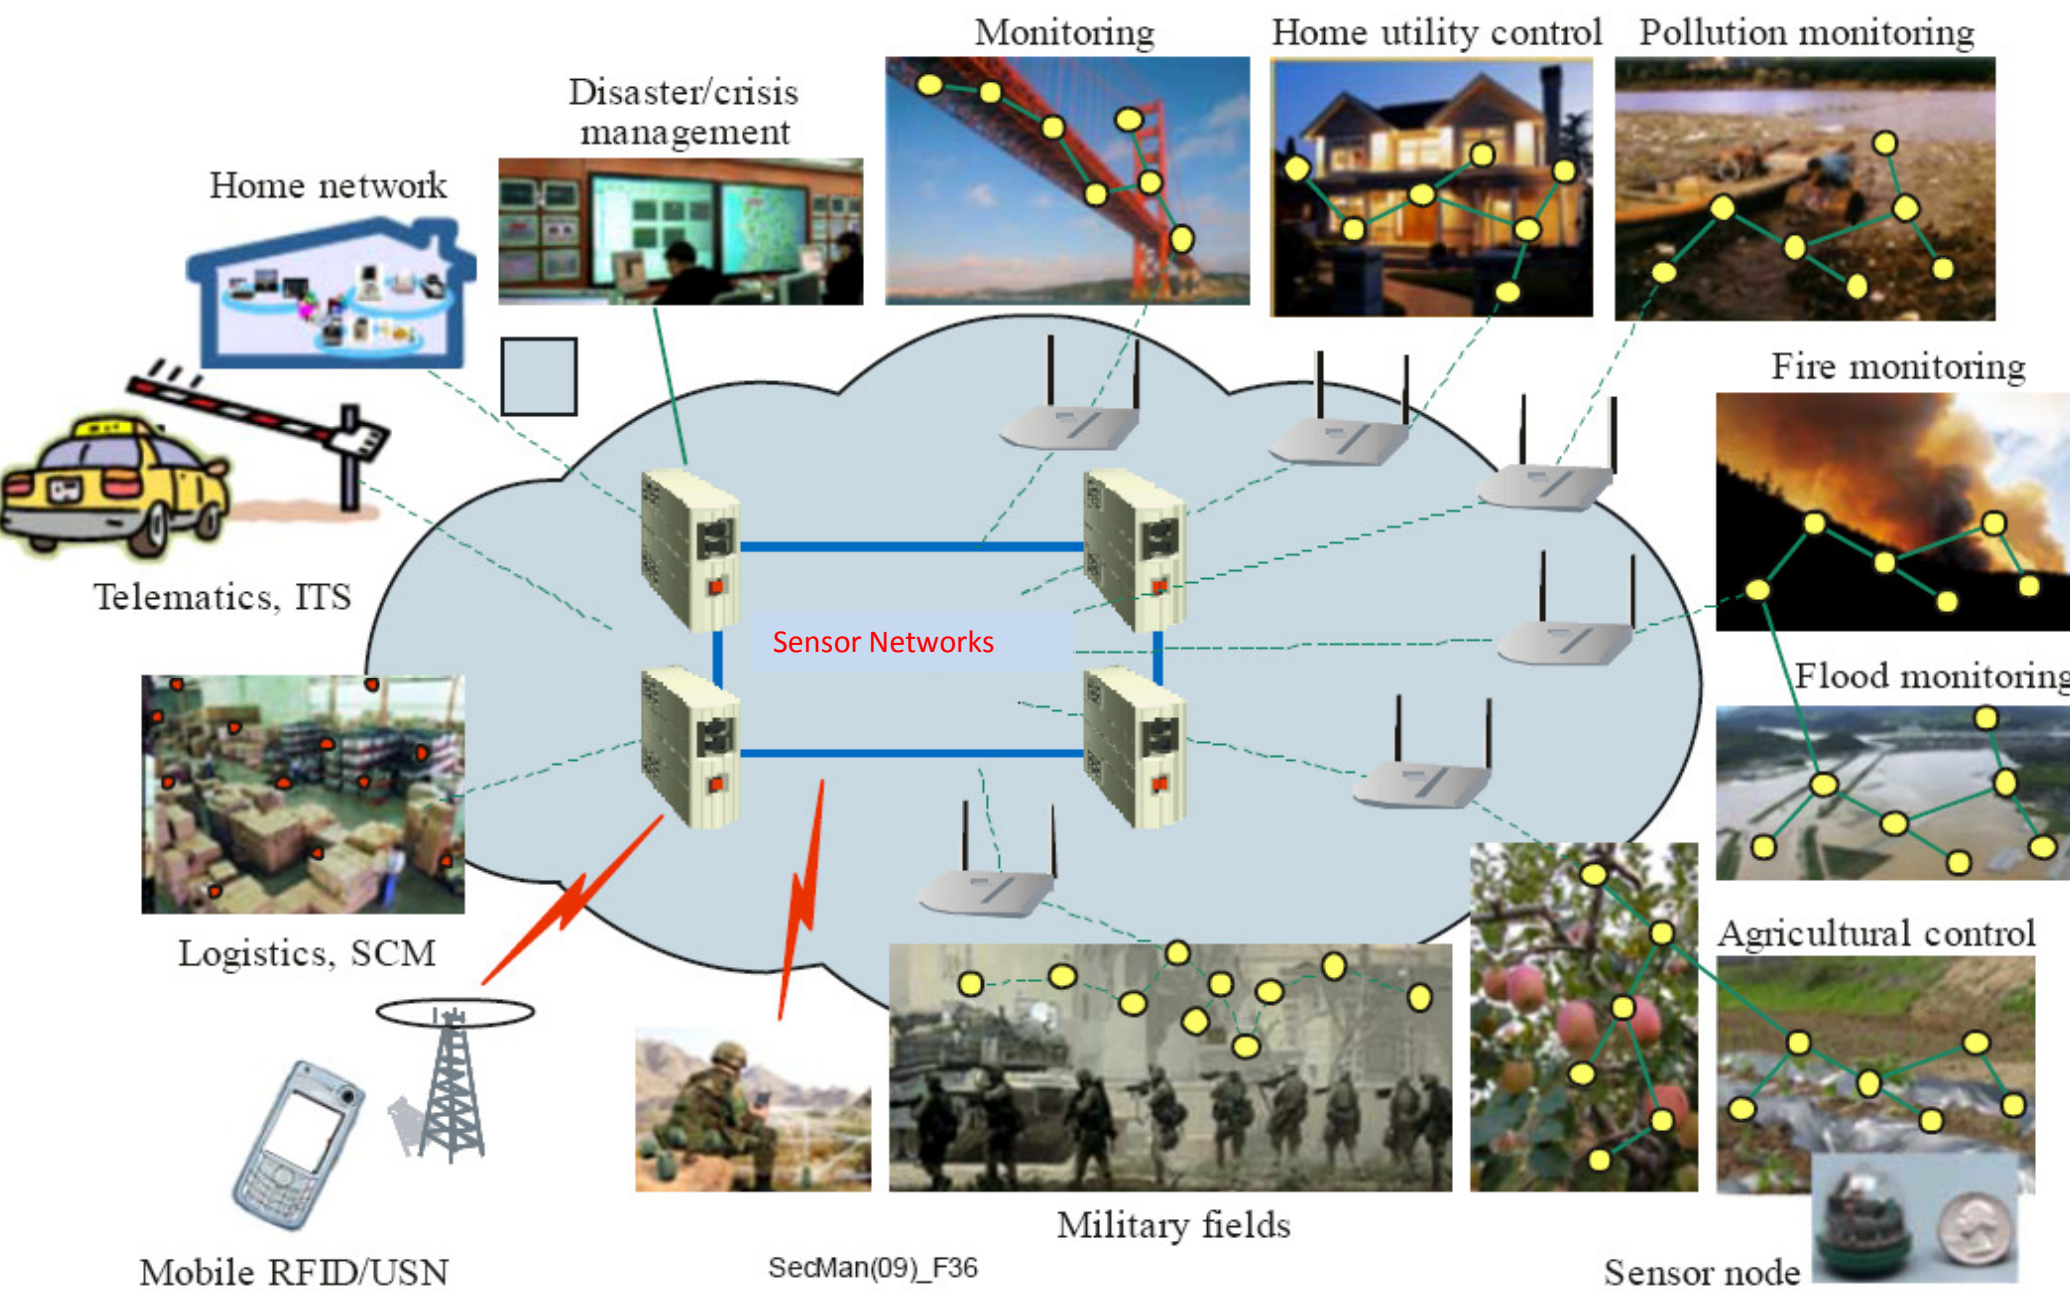 Monitoring
Home utility control
Pollution monitoring
Disaster/crisis
management
Home network
Fire monitoring
Telematics, ITS
Sensor Networks
Flood monitoring
Logistics, SCM
Agricultural control
Military fields
Mobile RFID/USN
SecMan(09)_F36
Sensor node